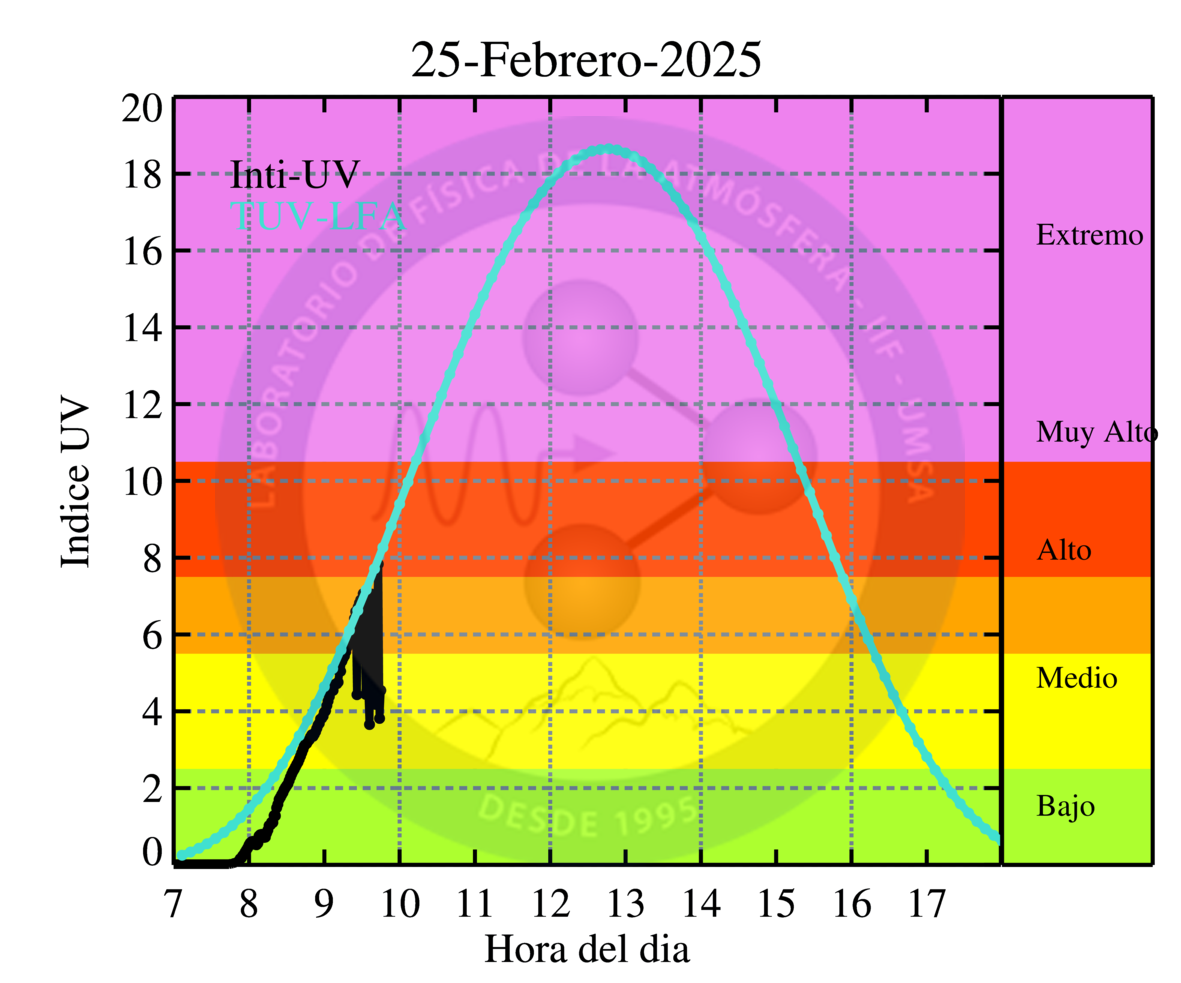 25-Febrero-2025
Inti-UV
TUV-LFA
20
18
16
14
12
10
8
6
4
2
0
Indice UV
Extremo
Muy Alto
Alto
Medio
Bajo
7 8 9 10 11 12 13 14 15 16 17
Hora del dia
LABORATORIO DE FÍSICA DE LA ATMÓSFERA - IIF - UMSA
DESDE 1995